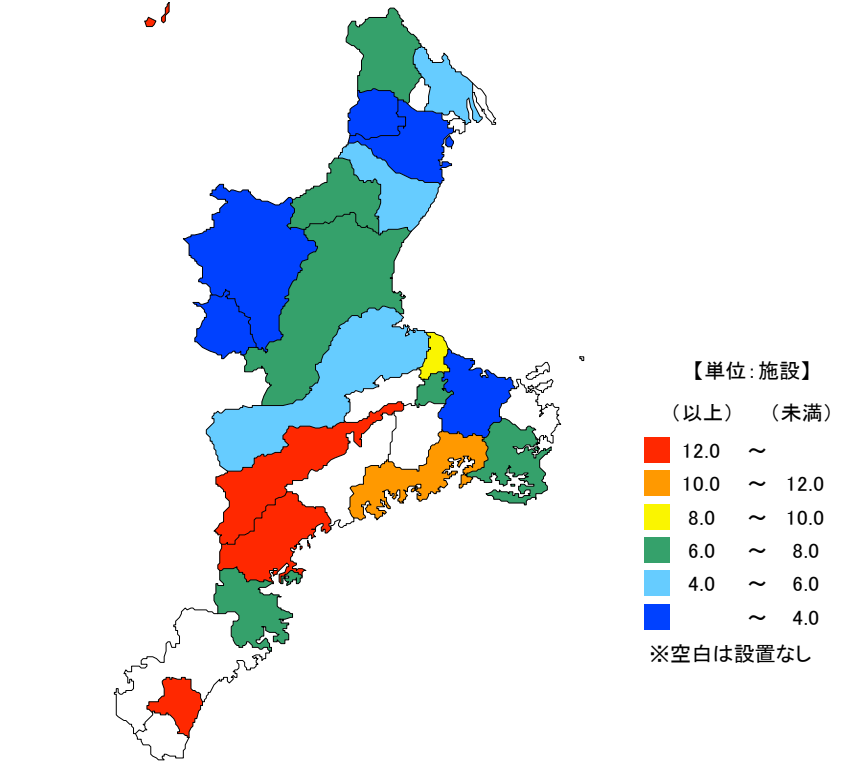 【単位：施設】
（以上） （未満）
12.0 ～
10.0 ～ 12.0
8.0 ～ 10.0
6.0 ～ 8.0
4.0 ～ 6.0
～ 4.0
※空白は設置なし